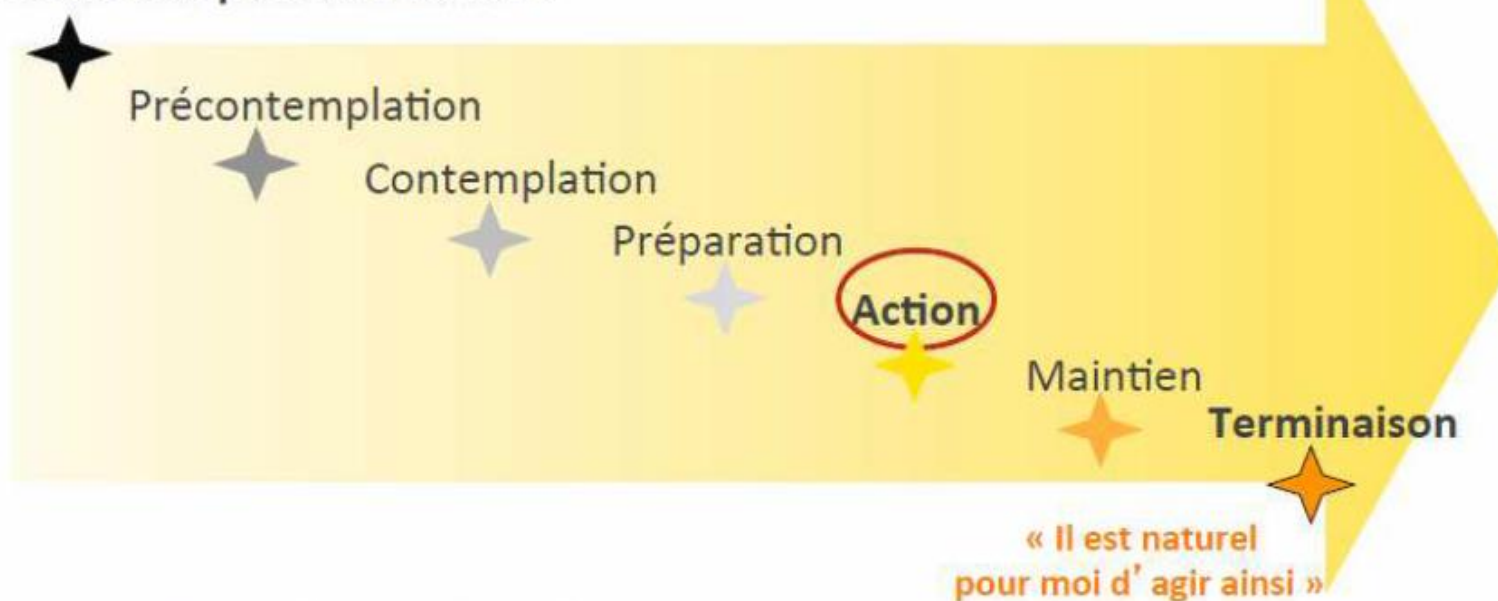 Précontemplation
Contemplation
Préparation
Action
Maintien
Terminaison
« Il est naturel
pour moi d’ agir ainsi »